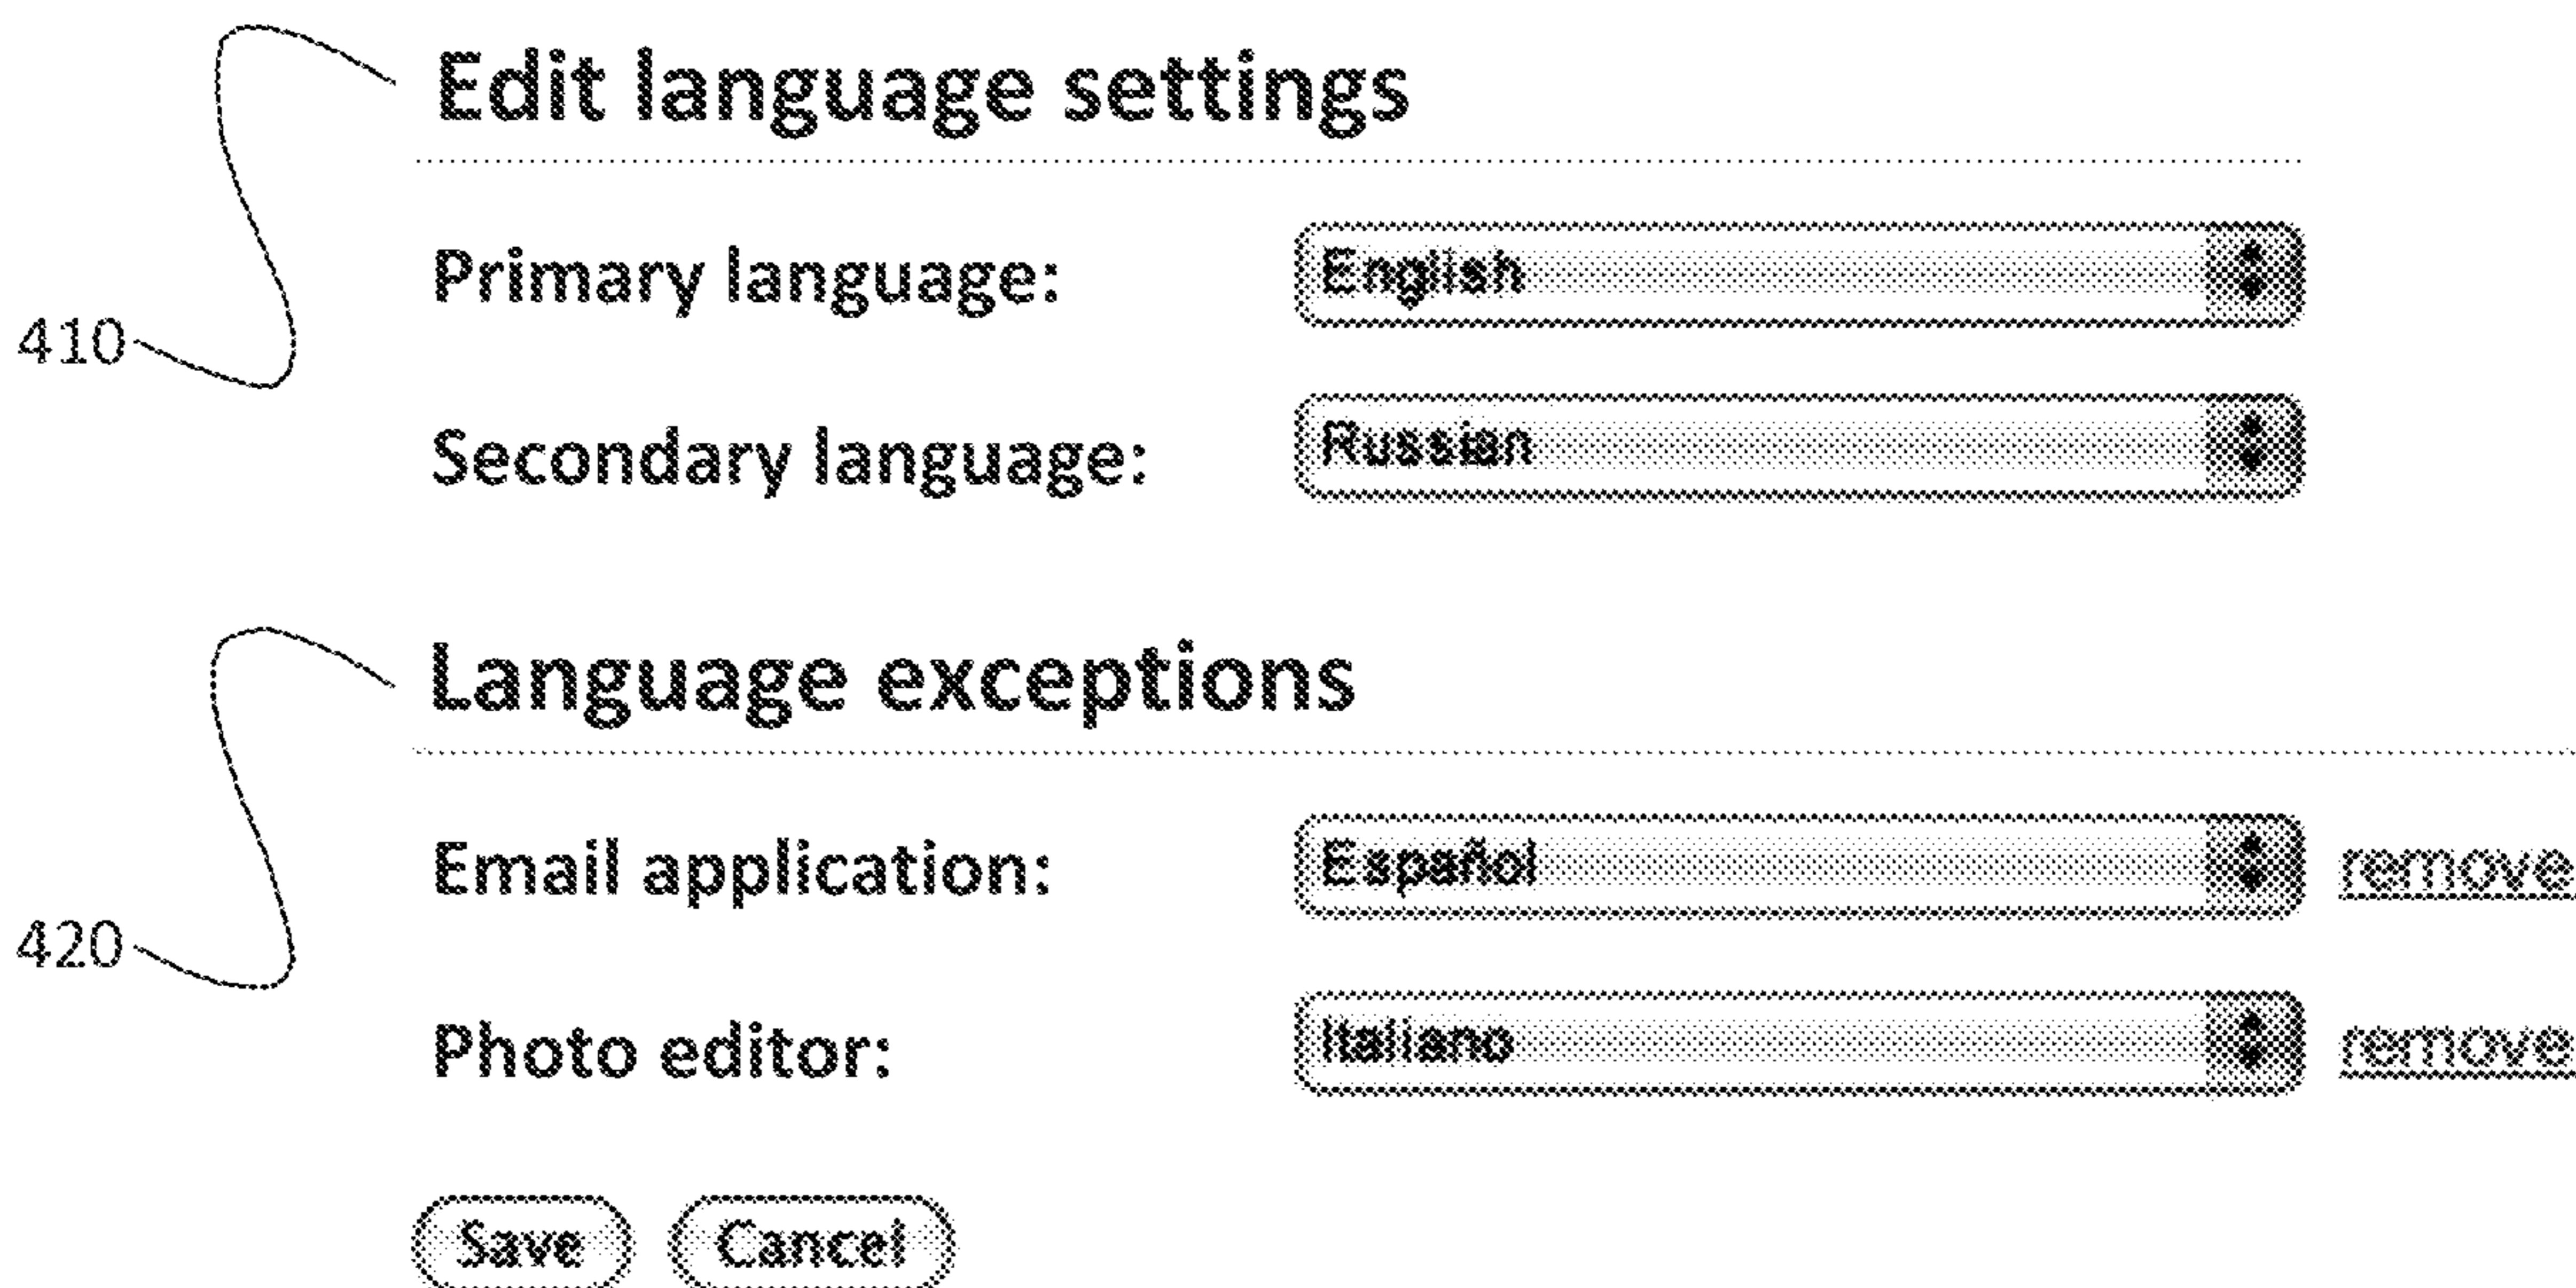 Edit language settings
Primary language: English
410
Secondary language: Russian
Language exceptions
Email application: Español remove
420
Photo editor: Italiano remove
Save Cancel